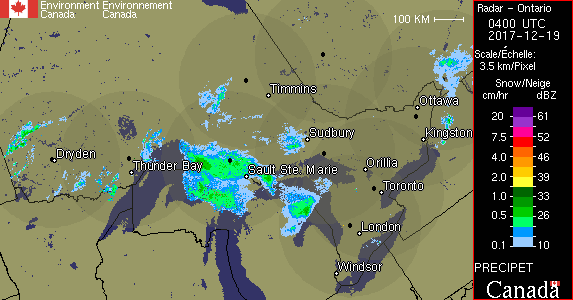 Environment Environnement
Canada Canada
100 KM
Timmins
Ottawa
Sudbury
Kingston
Dryden
Thunder Bay
Sault Ste. Marie
Orillia
Toronto
London
Windsor
Radar - Ontario
0400 UTC
2017-12-19
Scale/Échelle:
3.5 km/Pixel
Snow/Neige
cm/hr dBZ
20 61
9.5 57
7.5 52
4.0 46
2.0 39
1.0 33
0.5 26
0.1 10
PRECIPET
Canada